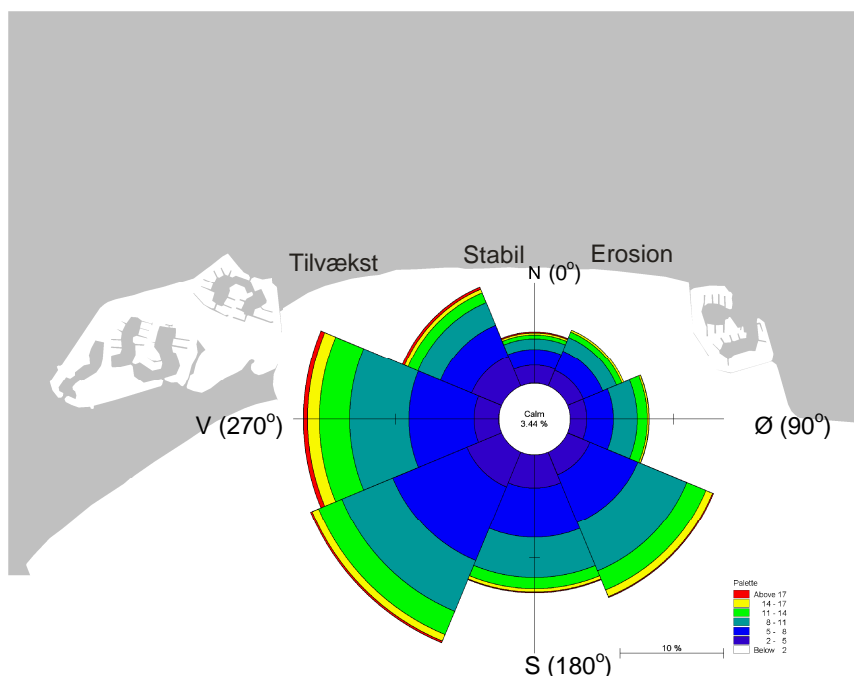 Tilvækst Stabil Erosion
N (0°)
Calm
3.44 %
V (270°)
Ø (90°)
S (180°)
Palette
Above 17
14 - 17
11 - 14
8 - 11
5 - 8
2 - 5
Below 2
10 %